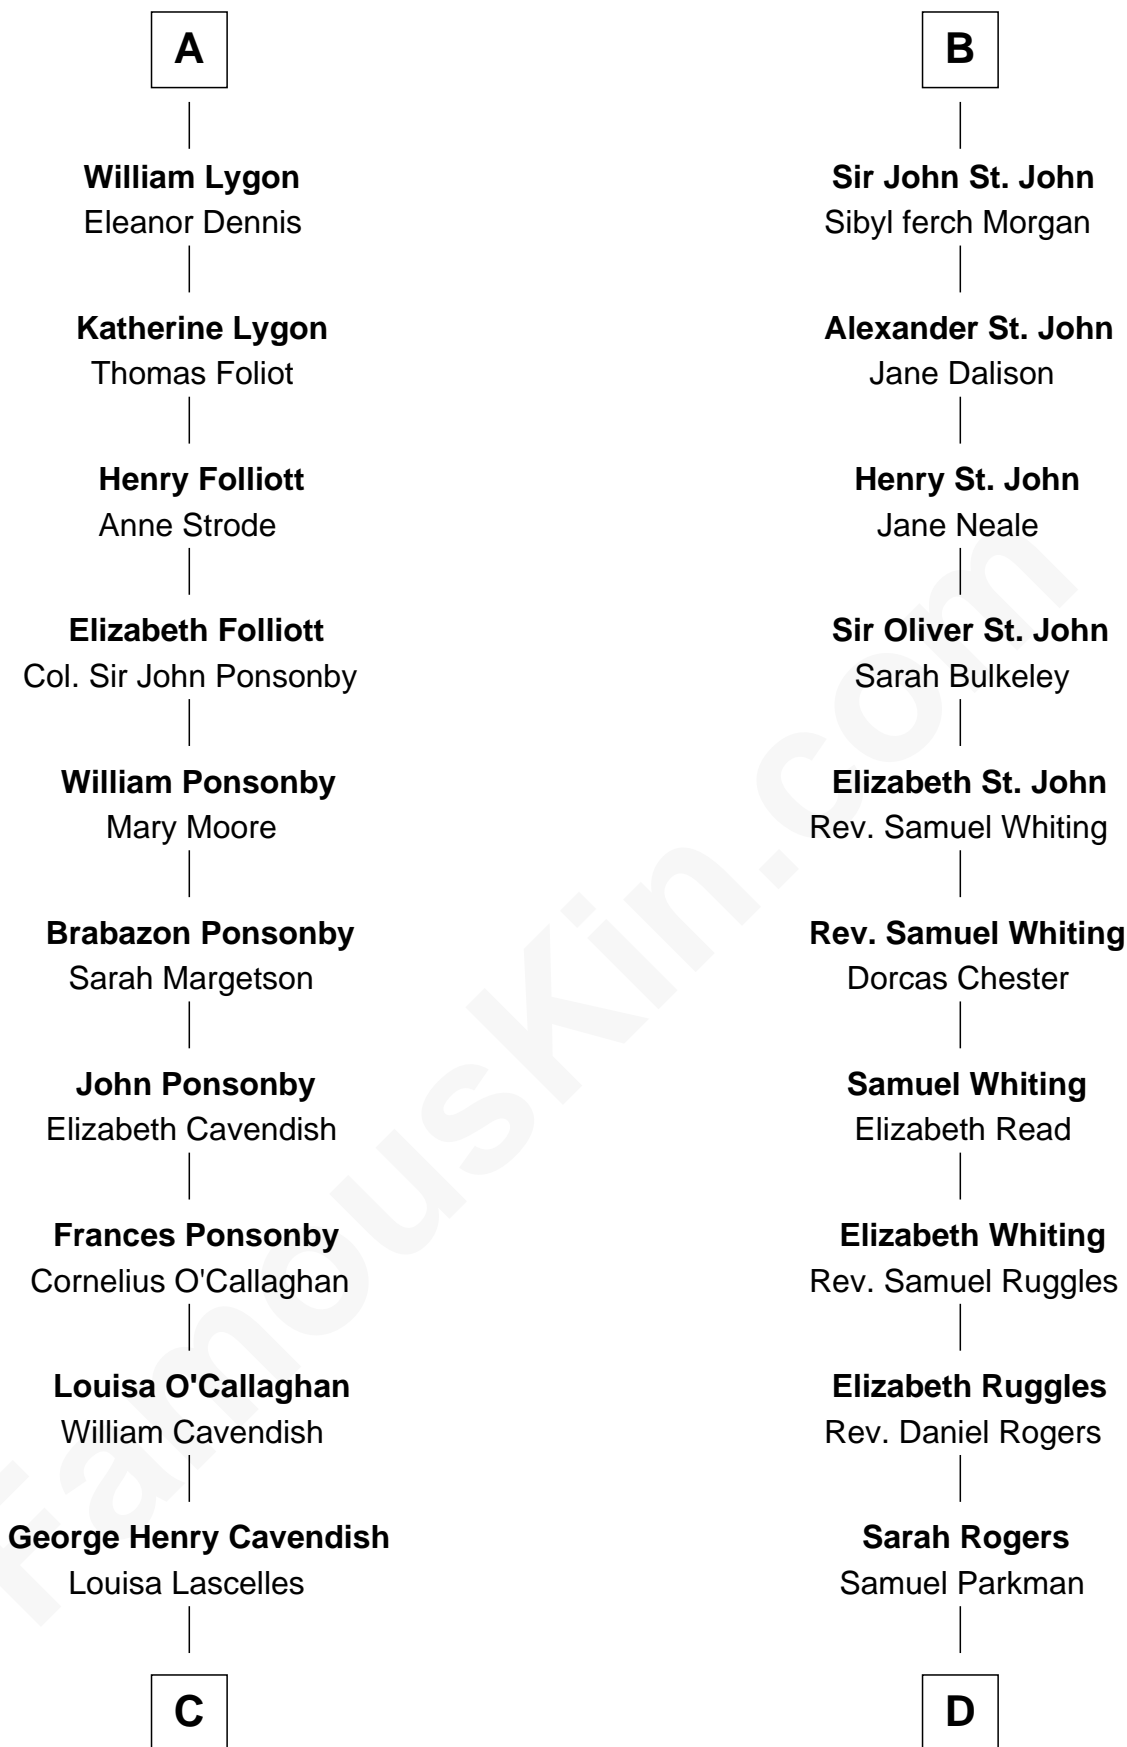 A
William Lygon
Eleanor Dennis
Katherine Lygon
Thomas Foliot
Henry Folliott
Anne Strode
Elizabeth Folliott
Col. Sir John Ponsonby
William Ponsonby
Mary Moore
Brabazon Ponsonby
Sarah Margetson
John Ponsonby
Elizabeth Cavendish
Frances Ponsonby
Cornelius O'Callaghan
Louisa O'Callaghan
William Cavendish
George Henry Cavendish
Louisa Lascelles
C
B
Sir John St. John
Sibyl ferch Morgan
Alexander St. John
Jane Dalison
Henry St. John
Jane Neale
Sir Oliver St. John
Sarah Bulkeley
Elizabeth St. John
Rev. Samuel Whiting
Rev. Samuel Whiting
Dorcas Chester
Samuel Whiting
Elizabeth Read
Elizabeth Whiting
Rev. Samuel Ruggles
Elizabeth Ruggles
Rev. Daniel Rogers
Sarah Rogers
Samuel Parkman
D
FamousKin.com